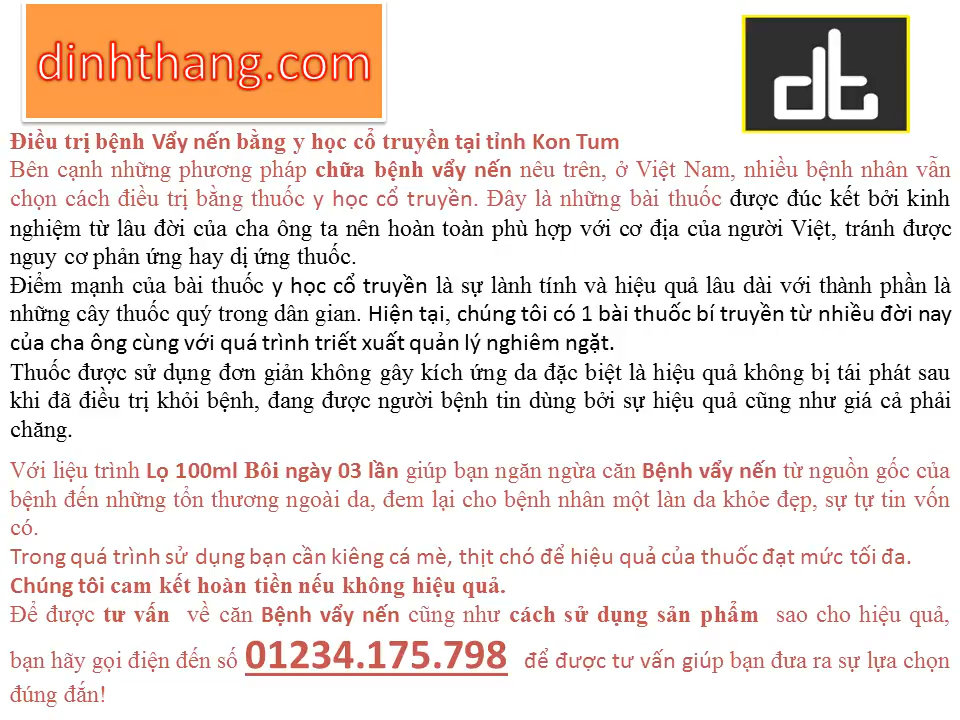 dinhthang.com
dt
Điều trị bệnh Vẩy nến bằng y học cổ truyền tại tỉnh Kon Tum
Bên cạnh những phương pháp chữa bệnh vẩy nến nêu trên, ở Việt Nam, nhiều bệnh nhân vẫn
chọn cách điều trị bằng thuốc y học cổ truyền. Đây là những bài thuốc được đúc kết bởi kinh
nghiệm từ lâu đời của cha ông ta nên hoàn toàn phù hợp với cơ địa của người Việt, tránh được
nguy cơ phản ứng hay dị ứng thuốc.
Điểm mạnh của bài thuốc y học cổ truyền là sự lành tính và hiệu quả lâu dài với thành phần là
những cây thuốc quý trong dân gian. Hiện tại, chúng tôi có 1 bài thuốc bí truyền từ nhiều đời nay
của cha ông cùng với quá trình triết xuất quản lý nghiêm ngặt.
Thuốc được sử dụng đơn giản không gây kích ứng da đặc biệt là hiệu quả không bị tái phát sau
khi đã điều trị khỏi bệnh, đang được người bệnh tin dùng bởi sự hiệu quả cũng như giá cả phải
chăng.
Với liệu trình Lọ 100ml Bôi ngày 03 lần giúp bạn ngăn ngừa căn Bệnh vẩy nến từ nguồn gốc của
bệnh đến những tổn thương ngoài da, đem lại cho bệnh nhân một làn da khỏe đẹp, sự tự tin vốn
có.
Trong quá trình sử dụng bạn cần kiêng cá mè, thịt chó để hiệu quả của thuốc đạt mức tối đa.
Chúng tôi cam kết hoàn tiền nếu không hiệu quả.
Để được tư vấn về căn Bệnh vẩy nến cũng như cách sử dụng sản phẩm sao cho hiệu quả,
bạn hãy gọi điện đến số 01234.175.798 để được tư vấn giúp bạn đưa ra sự lựa chọn
đúng đắn!